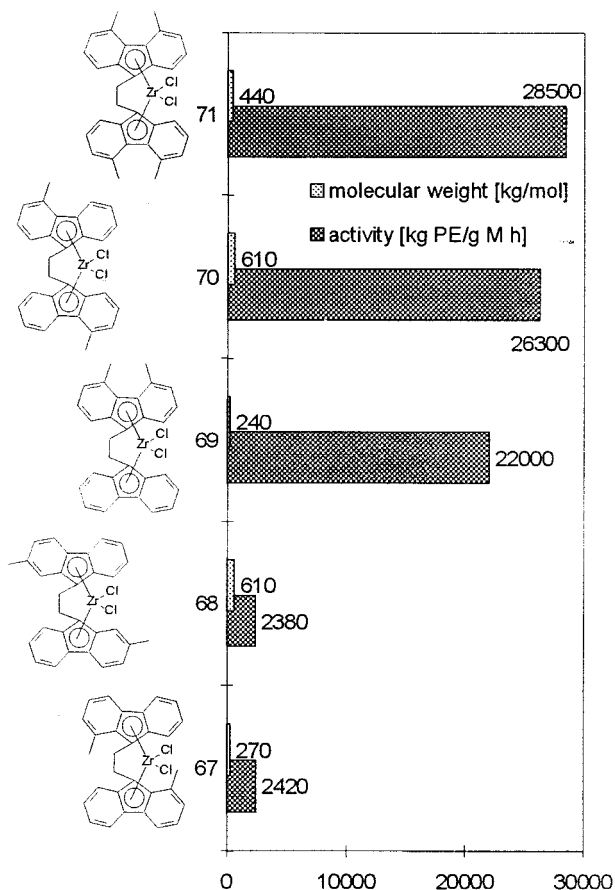 Zr
Cl
Cl
71
440
28500
molecular weight [kg/mol]
activity [kg PE/g M h]
Zr
Cl
Cl
70
610
26300
Zr
Cl
Cl
69
240
22000
Zr
Cl
Cl
68
610
2380
Zr
Cl
Cl
67
270
2420
0 10000 20000 30000